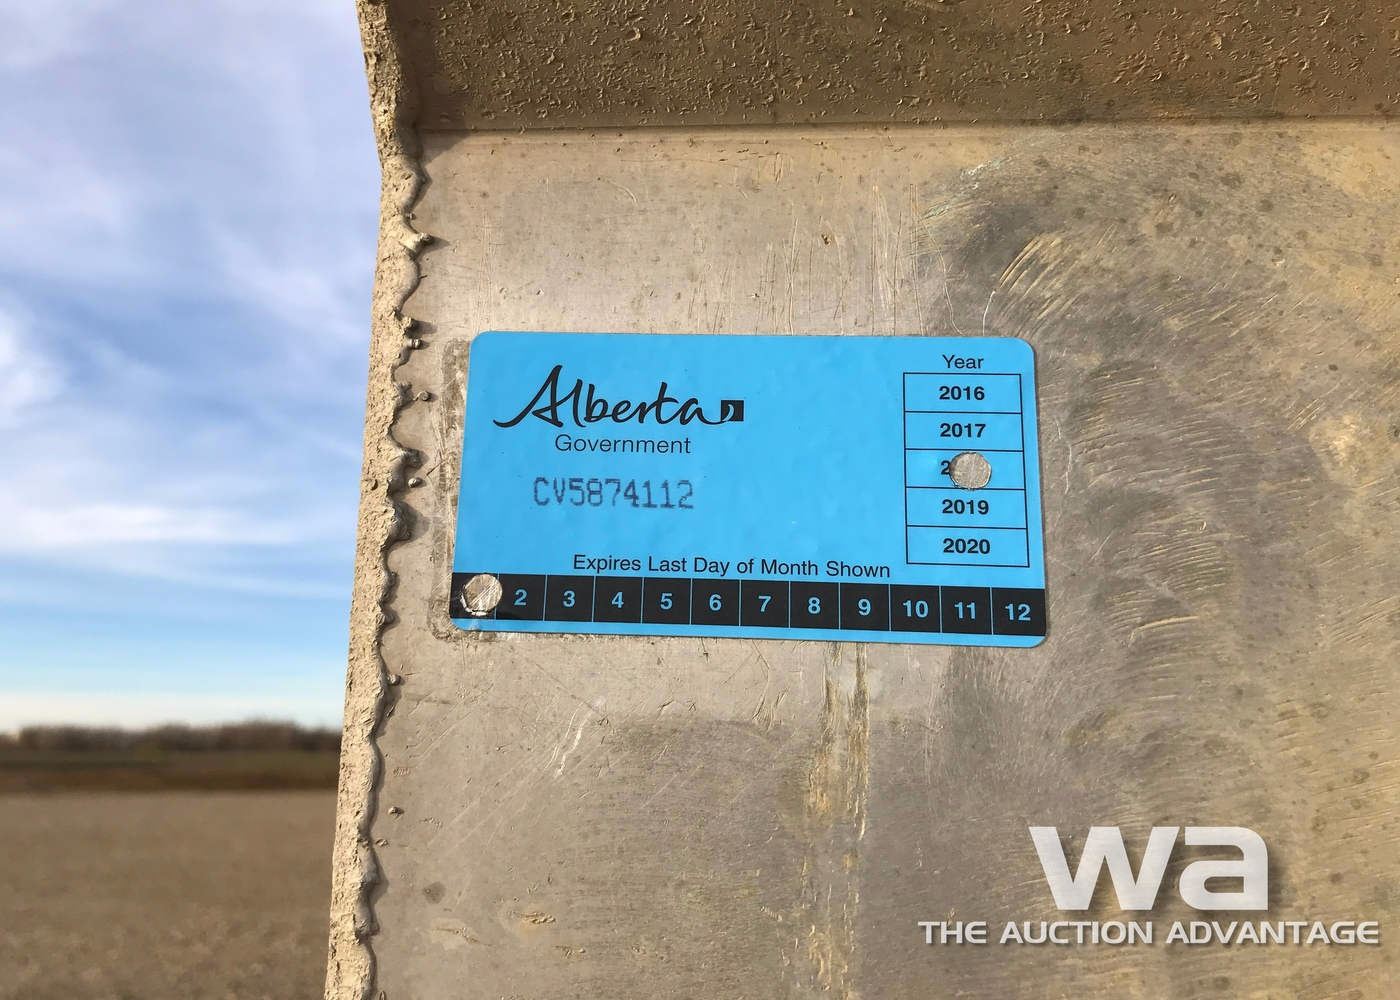 Alberta
Government
CV5874112
Year
2016
2017
2
2019
2020
Expires Last Day of Month Shown
2 3 4 5 6 7 8 9 10 11 12
wa
THE AUCTION ADVANTAGE